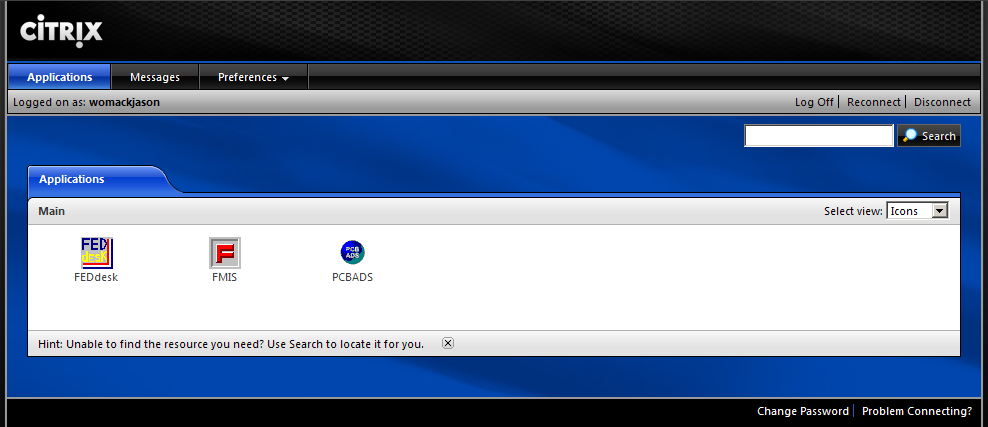 CITRIX
Applications Messages Preferences
Logged on as: womackjason Log Off Reconnect Disconnect
Search
Applications
Main Select view: Icons
FED desk F PCB ADS
FEDdesk FMIS PCBADS
Hint: Unable to find the resource you need? Use Search to locate it for you.
Change Password Problem Connecting?